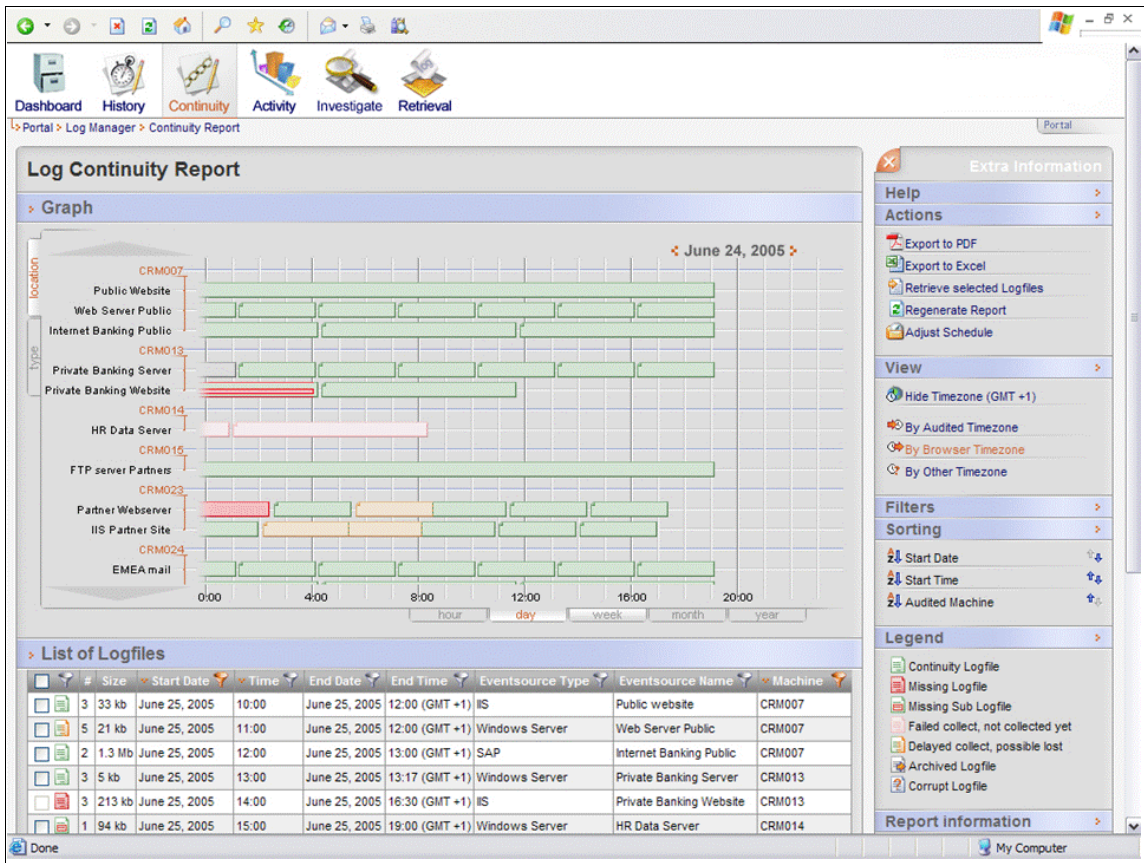 Dashboard History Continuity Activity Investigate Retrieval
Portal > Log Manager > Continuity Report
Portal
Log Continuity Report
Graph
location
type
< June 24, 2005 >
CRM007
Public Website
Web Server Public
Internet Banking Public
CRM013
Private Banking Server
Private Banking Website
CRM014
HR Data Server
CRM015
FTP server Partners
CRM023
Partner Webserver
IIS Partner Site
CRM024
EMEA mail
0:00 4:00 8:00 12:00 16:00 20:00
hour day week month year
List of Logfiles
# Size Start Date Time End Date End Time Eventsource Type Eventsource Name Machine
3 33 kb June 25, 2005 10:00 June 25, 2005 12:00 (GMT +1) IIS Public website CRM007
5 21 kb June 25, 2005 11:00 June 25, 2005 12:00 (GMT +1) Windows Server Web Server Public CRM007
2 1.3 Mb June 25, 2005 12:00 June 25, 2005 13:00 (GMT +1) SAP Internet Banking Public CRM007
3 5 kb June 25, 2005 13:00 June 25, 2005 13:17 (GMT +1) Windows Server Private Banking Server CRM013
3 213 kb June 25, 2005 14:00 June 25, 2005 16:30 (GMT +1) IIS Private Banking Website CRM013
1 94 kb June 25, 2005 15:00 June 25, 2005 19:00 (GMT +1) Windows Server HR Data Server CRM014
Extra Information
Help
Actions
Export to PDF
Export to Excel
Retrieve selected Logfiles
Regenerate Report
Adjust Schedule
View
Hide Timezone (GMT +1)
By Audited Timezone
By Browser Timezone
By Other Timezone
Filters
Sorting
Start Date
Start Time
Audited Machine
Legend
Continuity Logfile
Missing Logfile
Missing Sub Logfile
Failed collect, not collected yet
Delayed collect, possible lost
Archived Logfile
Corrupt Logfile
Report information
Done
My Computer